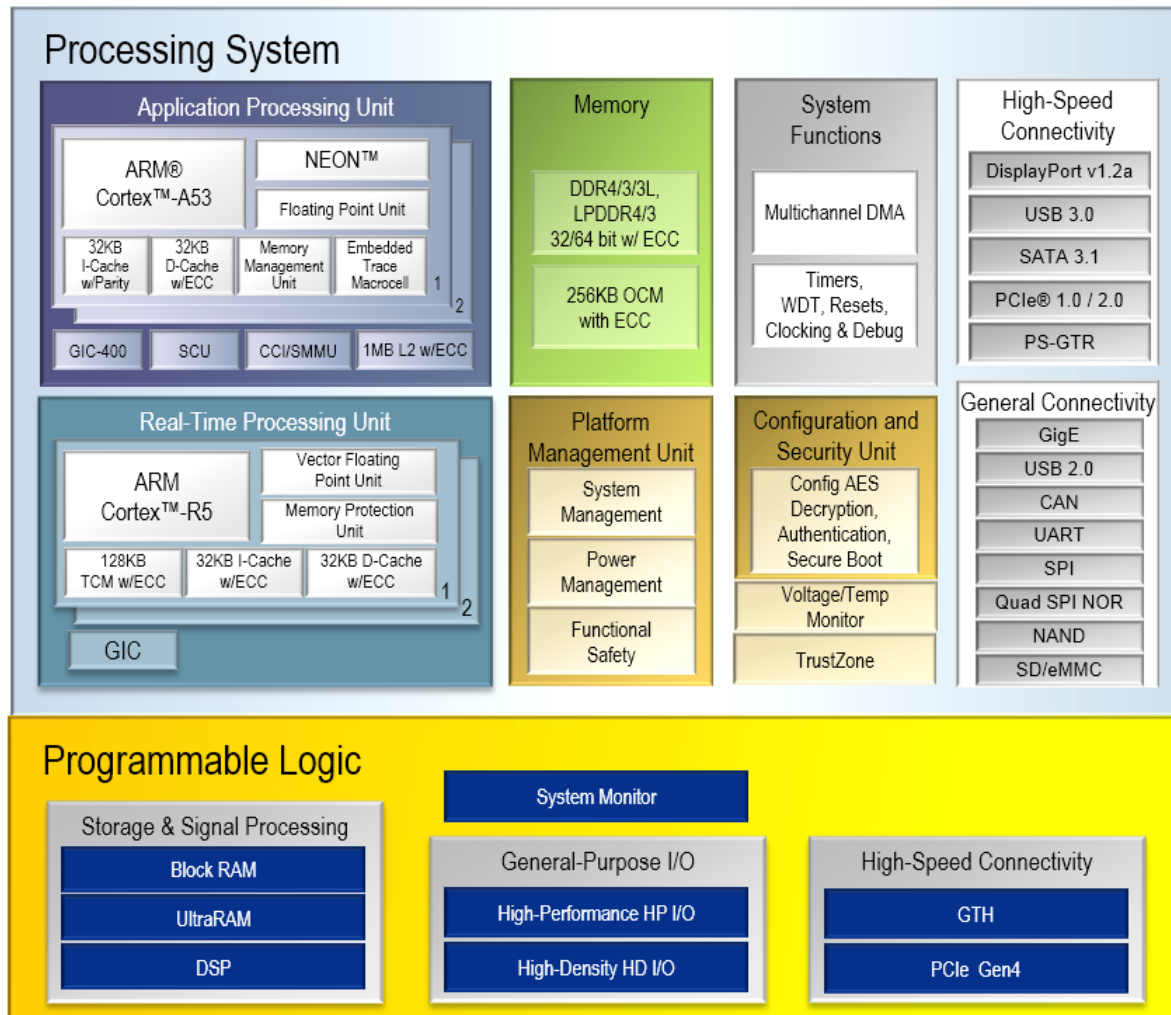 Processing System
Application Processing Unit
ARM®
Cortex™-A53
NEON™
Floating Point Unit
32KB
I-Cache
w/Parity
32KB
D-Cache
w/ECC
Memory
Management
Unit
Embedded
Trace
Macrocell
1
2
GIC-400
SCU
CCI/SMMU
1MB L2 w/ECC
Memory
DDR4/3/3L,
LPDDR4/3
32/64 bit w/ ECC
256KB OCM
with ECC
System
Functions
Multichannel DMA
Timers,
WDT, Resets,
Clocking & Debug
High-Speed
Connectivity
DisplayPort v1.2a
USB 3.0
SATA 3.1
PCIe® 1.0 / 2.0
PS-GTR
Real-Time Processing Unit
ARM
Cortex™-R5
Vector Floating
Point Unit
Memory Protection
Unit
128KB
TCM w/ECC
32KB I-Cache
w/ECC
32KB D-Cache
w/ECC
1
2
GIC
Platform
Management Unit
System
Management
Power
Management
Functional
Safety
Configuration and
Security Unit
Config AES
Decryption,
Authentication,
Secure Boot
Voltage/Temp
Monitor
TrustZone
General Connectivity
GigE
USB 2.0
CAN
UART
SPI
Quad SPI NOR
NAND
SD/eMMC
Programmable Logic
System Monitor
Storage & Signal Processing
Block RAM
UltraRAM
DSP
General-Purpose I/O
High-Performance HP I/O
High-Density HD I/O
High-Speed Connectivity
GTH
PCIe Gen4